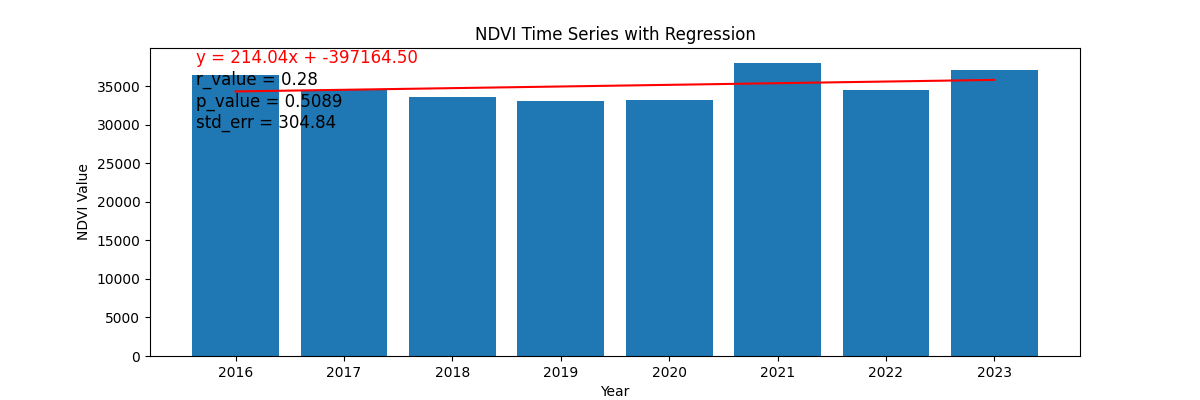 NDVI Time Series with Regression
y = 214.04x + -397164.50
r_value = 0.28
p_value = 0.5089
std_err = 304.84
NDVI Value
35000
30000
25000
20000
15000
10000
5000
0
2016 2017 2018 2019 2020 2021 2022 2023
Year